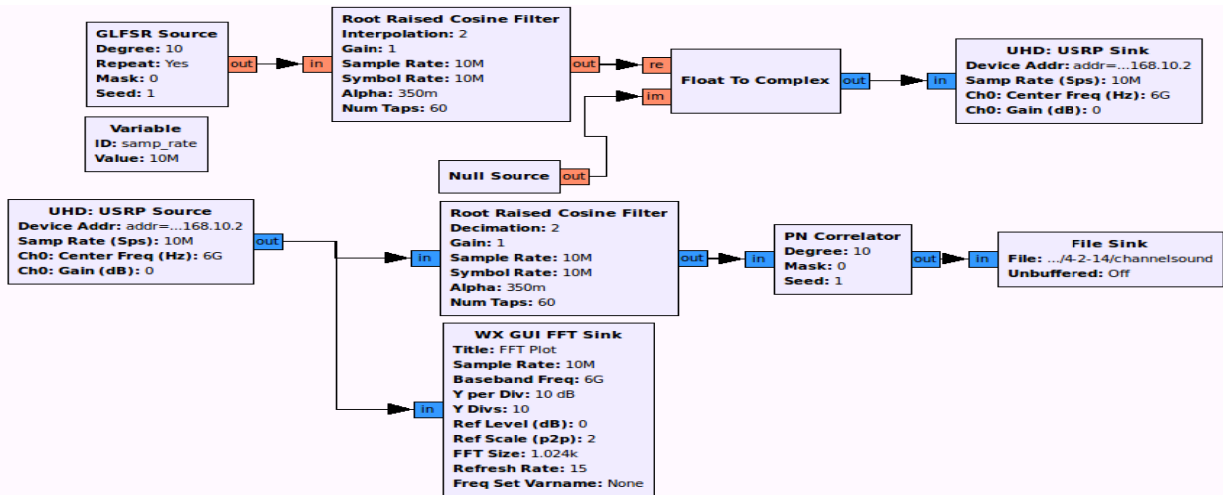 GLFSR Source
Degree: 10
Repeat: Yes
Mask: 0
Seed: 1
out
in
Root Raised Cosine Filter
Interpolation: 2
Gain: 1
Sample Rate: 10M
Symbol Rate: 10M
Alpha: 350m
Num Taps: 60
out
re
im
Float To Complex
out
in
UHD: USRP Sink
Device Addr: addr=...168.10.2
Samp Rate (Sps): 10M
Ch0: Center Freq (Hz): 6G
Ch0: Gain (dB): 0
Variable
ID: samp_rate
Value: 10M
Null Source
out
UHD: USRP Source
Device Addr: addr=...168.10.2
Samp Rate (Sps): 10M
Ch0: Center Freq (Hz): 6G
Ch0: Gain (dB): 0
out
in
Root Raised Cosine Filter
Decimation: 2
Gain: 1
Sample Rate: 10M
Symbol Rate: 10M
Alpha: 350m
Num Taps: 60
out
in
PN Correlator
Degree: 10
Mask: 0
Seed: 1
out
in
File Sink
File: .../4-2-14/channelsound
Unbuffered: Off
in
WX GUI FFT Sink
Title: FFT Plot
Sample Rate: 10M
Baseband Freq: 6G
Y per Div: 10 dB
Y Divs: 10
Ref Level (dB): 0
Ref Scale (p2p): 2
FFT Size: 1.024k
Refresh Rate: 15
Freq Set Varname: None